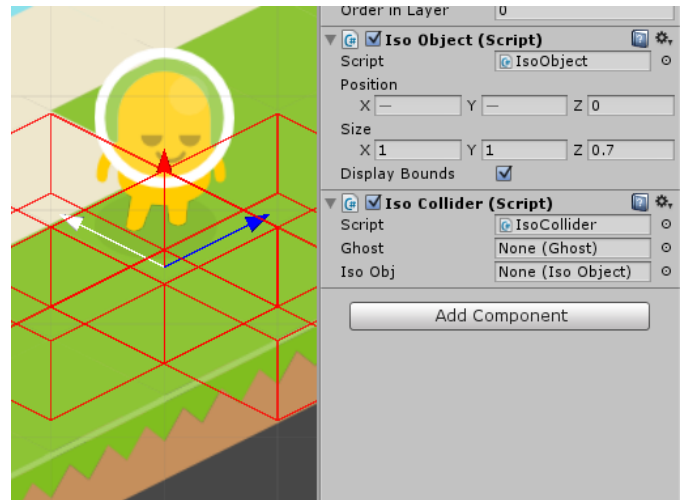 Order in Layer 0
Iso Object (Script)
Script IsoObject
Position
X — Y — Z 0
Size
X 1 Y 1 Z 0.7
Display Bounds
Iso Collider (Script)
Script IsoCollider
Ghost None (Ghost)
Iso Obj None (Iso Object)
Add Component